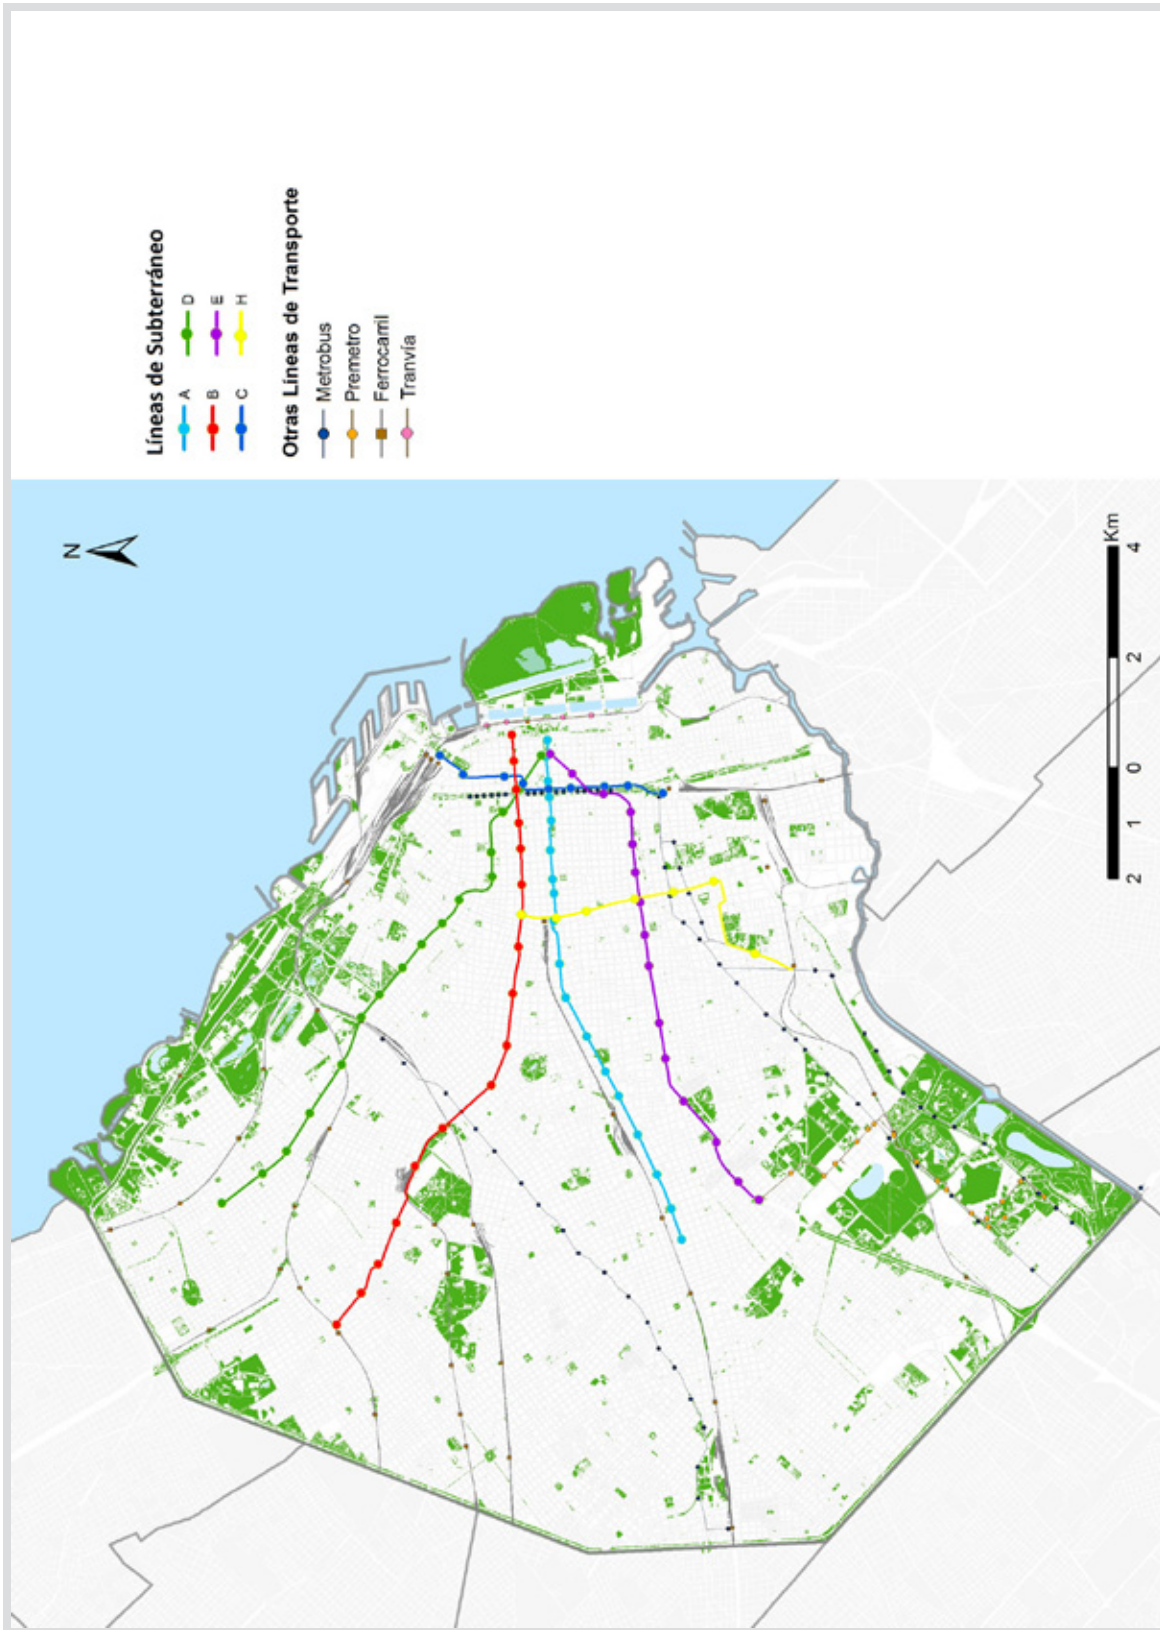 Líneas de Subterráneo
A
D
B
E
C
H
Otras Líneas de Transporte
Metrobus
Premetro
Ferrocarril
Tranvía
N
2 1 0 2 4
Km